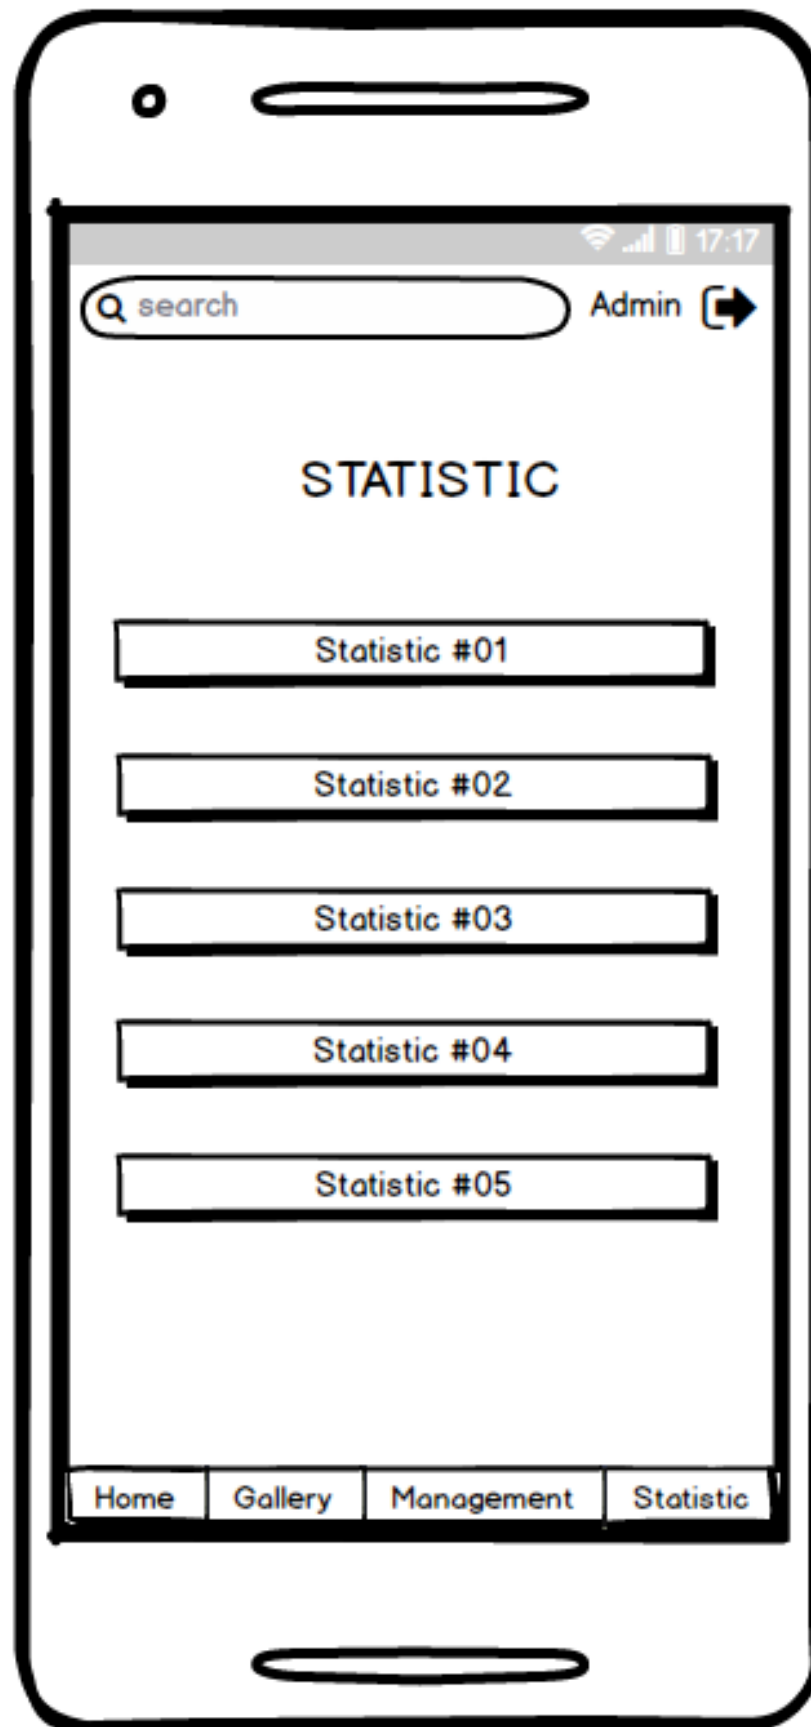 17:17
search Admin
STATISTIC
Statistic #01
Statistic #02
Statistic #03
Statistic #04
Statistic #05
Home Gallery Management Statistic